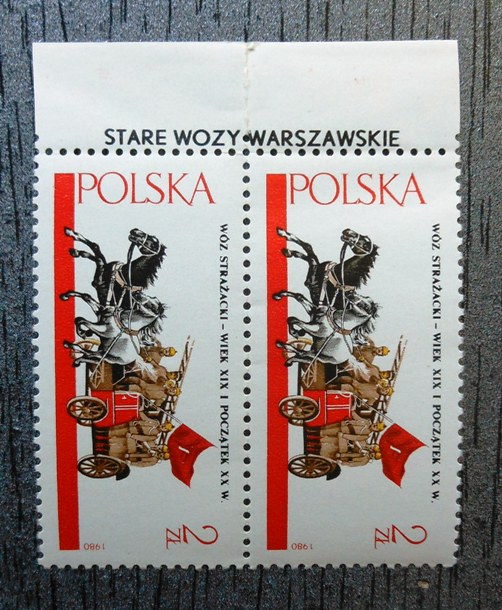 STARE WOZY WARSZAWSKIE
POLSKA
WÓZ STRAŻACKI – WIEK XIX I POCZĄTEK XX W.
2 ZŁ
1980
POLSKA
WÓZ STRAŻACKI – WIEK XIX I POCZĄTEK XX W.
2 ZŁ
1980